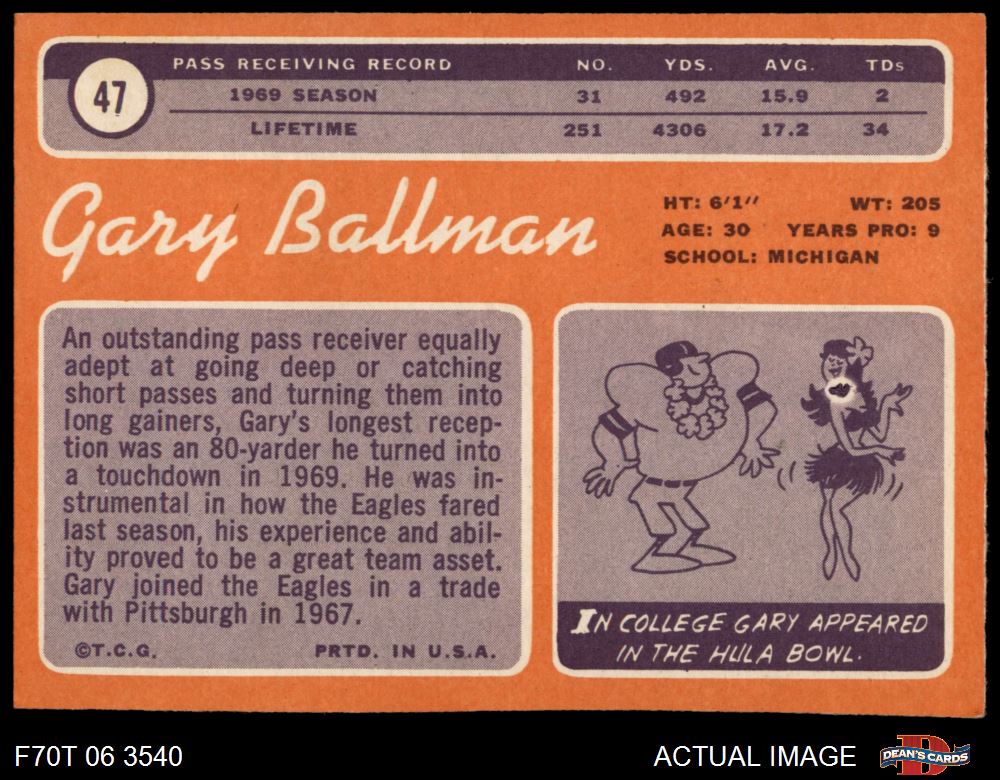 47
PASS RECEIVING RECORD NO. YDS. AVG. TDs
1969 SEASON 31 492 15.9 2
LIFETIME 251 4306 17.2 34
Gary Ballman
HT: 6'1" WT: 205
AGE: 30 YEARS PRO: 9
SCHOOL: MICHIGAN
An outstanding pass receiver equally
adept at going deep or catching
short passes and turning them into
long gainers, Gary's longest recep-
tion was an 80-yarder he turned into
a touchdown in 1969. He was in-
strumental in how the Eagles fared
last season, his experience and abil-
ity proved to be a great team asset.
Gary joined the Eagles in a trade
with Pittsburgh in 1967.
©T.C.G. PRTD. IN U.S.A.
IN COLLEGE GARY APPEARED
IN THE HULA BOWL.
F70T 06 3540
ACTUAL IMAGE
D
DEAN'S CARDS